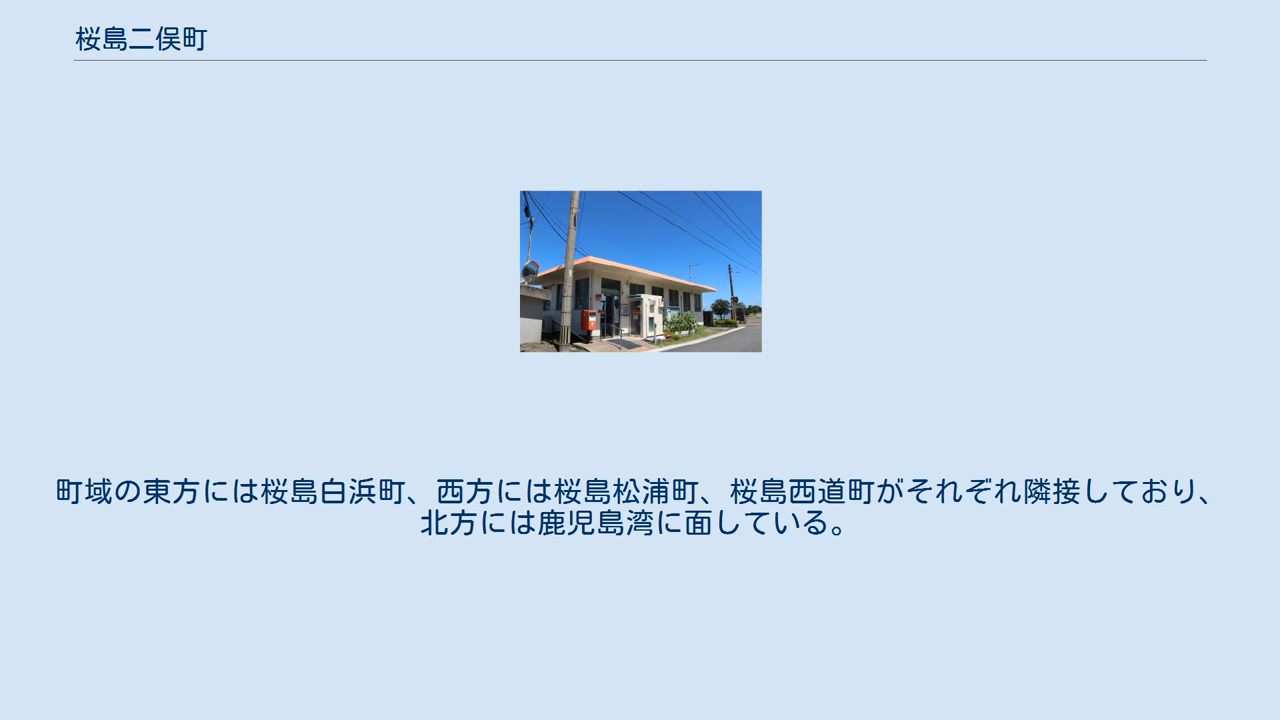 桜島二俣町
町域の東方には桜島白浜町、西方には桜島松浦町、桜島西道町がそれぞれ隣接しており、
北方には鹿児島湾に面している。